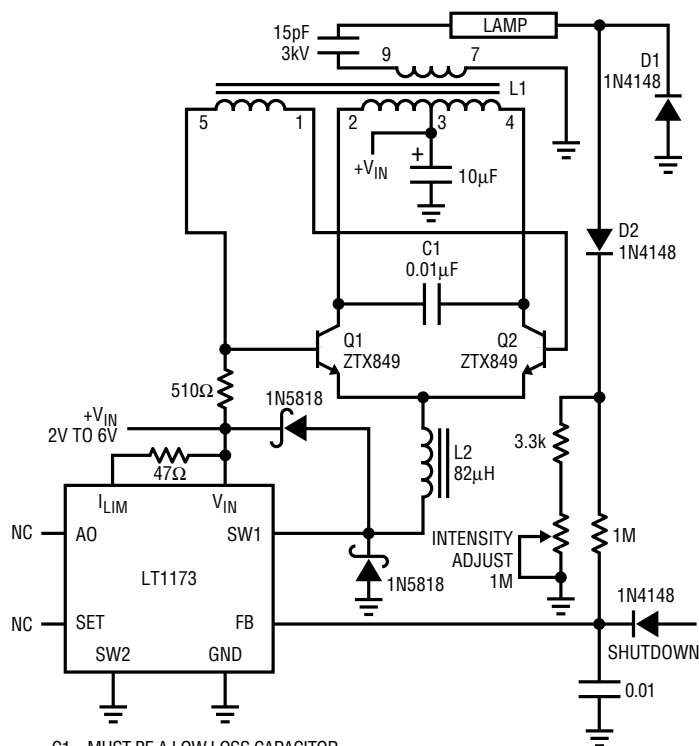 15pF
3kV
LAMP
9
7
D1
1N4148
L1
5
1
2
3
4
+VIN
+
10µF
D2
1N4148
C1
0.01µF
Q1
ZTX849
Q2
ZTX849
510Ω
1N5818
+VIN
2V TO 6V
47Ω
3.3k
L2
82µH
ILIM
VIN
NC
AO
SW1
INTENSITY
ADJUST
1M
1M
LT1173
1N5818
1N4148
NC
SET
FB
SHUTDOWN
SW2
GND
0.01
C1 = MUST BE A LOW LOSS CAPACITOR